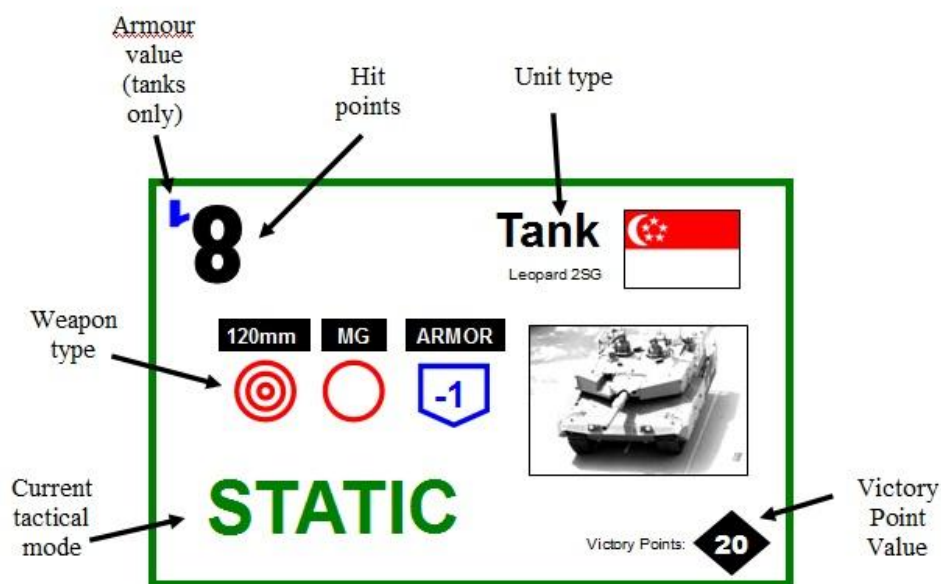 Armour
value
(tanks
only)
Hit
points
Unit type
1
8
Tank
Leopard 2SG
Weapon
type
120mm MG ARMOR
-1
Current
tactical
mode
STATIC
Victory Points: 20
Victory
Point
Value